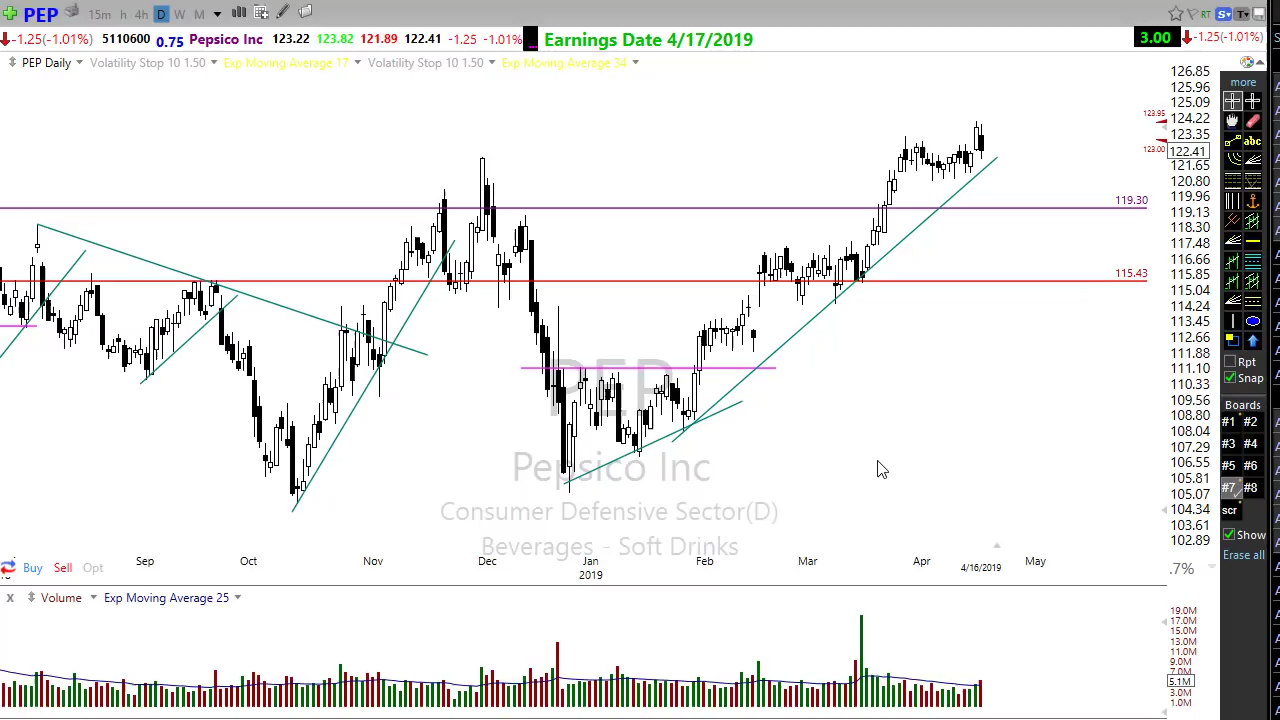 PEP 15m h 4h D W M RT S T
-1.25(-1.01%) 5110600 0.75 Pepsico Inc 123.22 123.82 121.89 122.41 -1.25 -1.01% ... Earnings Date 4/17/2019 3.00 -1.25(-1.01%)
PEP Daily Volatility Stop 10 1.50 Exp Moving Average 17 Volatility Stop 10 1.50 Exp Moving Average 34
126.85
125.96
125.09
124.22
123.35
122.41
121.65
120.80
119.96
119.13
118.30
117.48
116.66
115.85
115.04
114.24
113.45
112.66
111.88
111.10
110.33
109.56
108.80
108.04
107.29
106.55
105.81
105.07
104.34
103.61
102.89
123.95
123.00
119.30
115.43
PEP
Pepsico Inc
Consumer Defensive Sector(D)
Beverages - Soft Drinks
Sep Oct Nov Dec Jan Feb Mar Apr May
2019
4/16/2019
Buy Sell Opt
.7%
X Volume Exp Moving Average 25
19.0M
17.0M
15.0M
13.0M
11.0M
9.0M
5.1M
3.0M
1.0M
more
abc
Rpt
Snap
Boards
#1 #2
#3 #4
#5 #6
#7 #8
scr
Show
Erase all